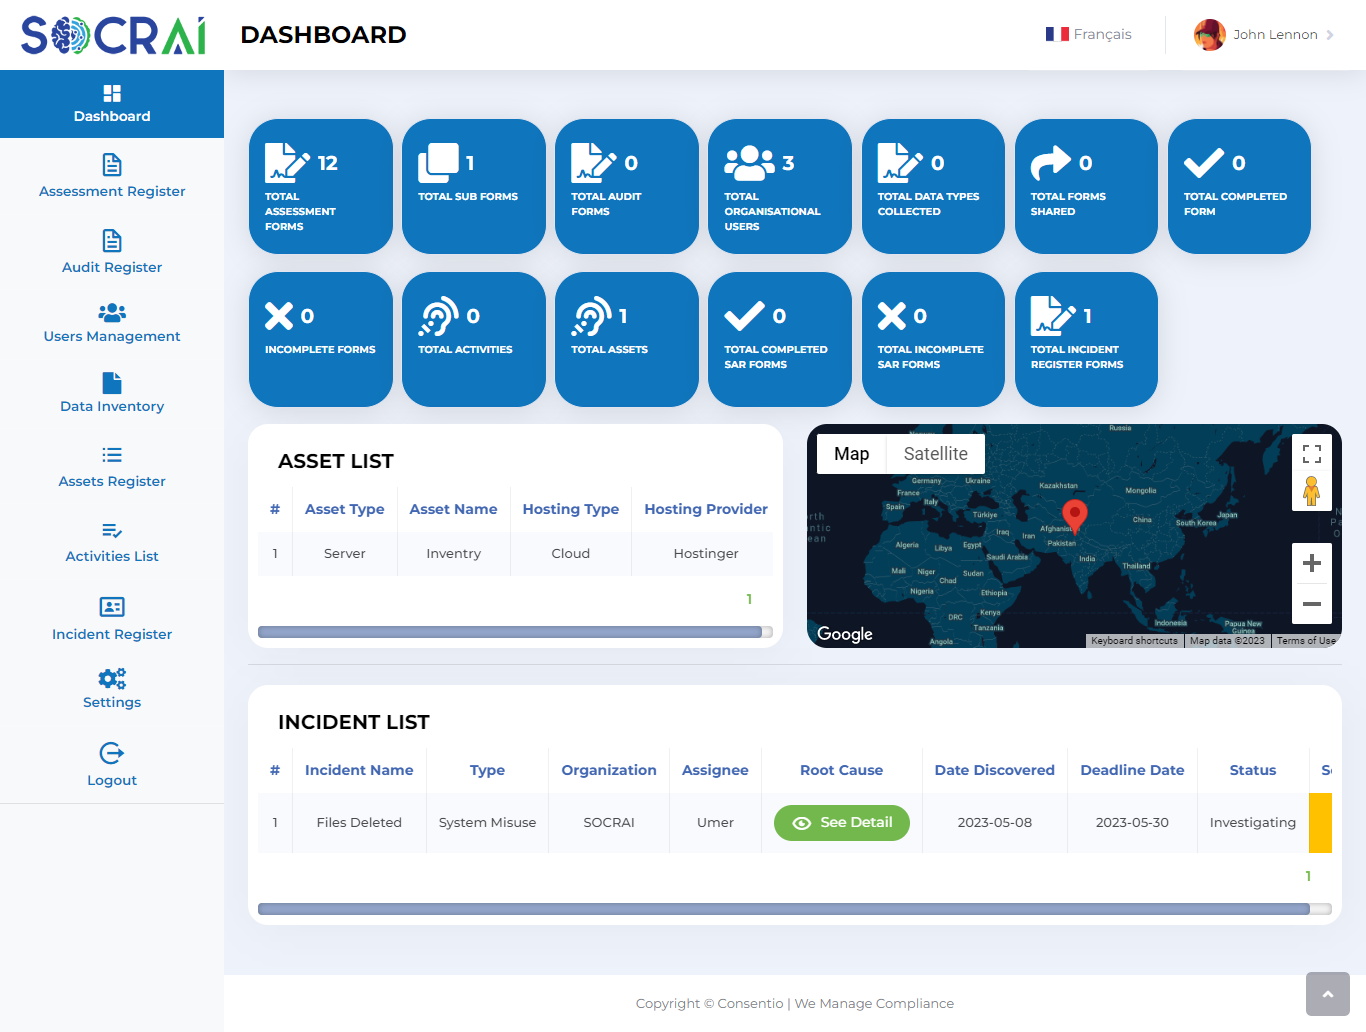 SOCRAI
DASHBOARD
Français
John Lennon
Dashboard
Assessment Register
Audit Register
Users Management
Data Inventory
Assets Register
Activities List
Incident Register
Settings
Logout
12
TOTAL
ASSESSMENT
FORMS
1
TOTAL SUB FORMS
0
TOTAL AUDIT
FORMS
3
TOTAL
ORGANISATIONAL
USERS
0
TOTAL DATA TYPES
COLLECTED
0
TOTAL FORMS
SHARED
0
TOTAL COMPLETED
FORM
0
INCOMPLETE FORMS
0
TOTAL ACTIVITIES
1
TOTAL ASSETS
0
TOTAL COMPLETED
SAR FORMS
0
TOTAL INCOMPLETE
SAR FORMS
1
TOTAL INCIDENT
REGISTER FORMS
ASSET LIST
# Asset Type Asset Name Hosting Type Hosting Provider
1 Server Inventry Cloud Hostinger
1
Map Satellite
Russia
Germany Ukraine Kazakhstan
France Mongolia
Spain Italy
Türkiye Japan
China South Korea
Iraq Iran Afghanis
Pakistan
Algeria Libya Egypt
Saudi Arabia India
Thailand
Mali Niger Sudan
Chad
Nigeria Ethiopia
DRC Kenya
Tanzania Indonesia Papua New
Guinea
Angola
Google
Keyboard shortcuts Map data ©2023 Terms of Use
INCIDENT LIST
# Incident Name Type Organization Assignee Root Cause Date Discovered Deadline Date Status
1 Files Deleted System Misuse SOCRAI Umer See Detail 2023-05-08 2023-05-30 Investigating
1
Copyright © Consentio | We Manage Compliance